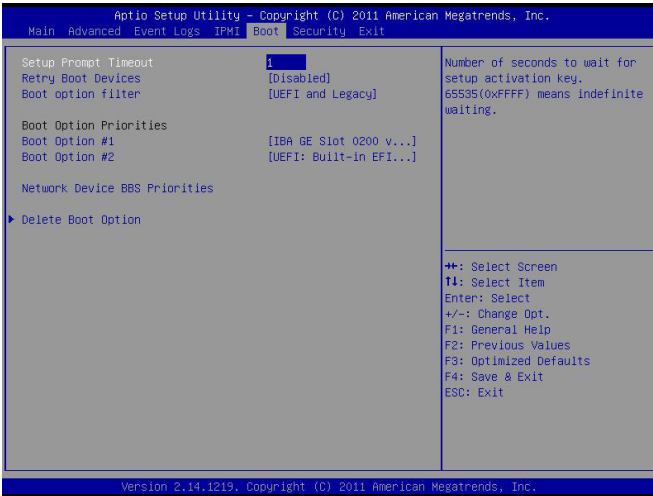 Aptio Setup Utility – Copyright (C) 2011 American Megatrends, Inc.
Main Advanced Event Logs IPMI Boot Security Exit
Setup Prompt Timeout 1
Retry Boot Devices [Disabled]
Boot option filter [UEFI and Legacy]
Boot Option Priorities
Boot Option #1 [IBA GE Slot 0200 v...]
Boot Option #2 [UEFI: Built-in EFI...]
Network Device BBS Priorities
Delete Boot Option
Number of seconds to wait for
setup activation key.
65535(0xFFFF) means indefinite
waiting.
→←: Select Screen
↑↓: Select Item
Enter: Select
+/-: Change Opt.
F1: General Help
F2: Previous Values
F3: Optimized Defaults
F4: Save & Exit
ESC: Exit
Version 2.14.1219. Copyright (C) 2011 American Megatrends, Inc.